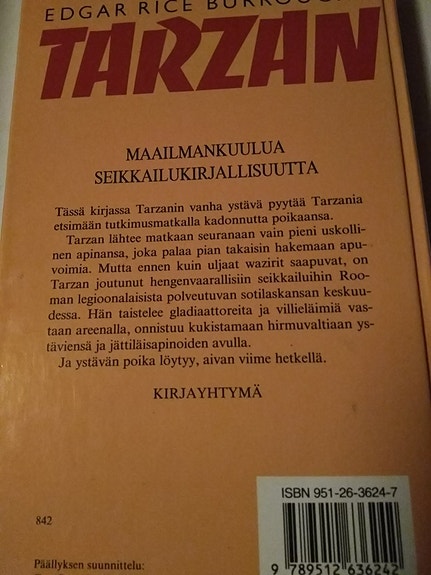 EDGAR RICE BURROUGHS
TARZAN
MAAILMANKUULUA
SEIKKAILUKIRJALLISUUTTA
Tässä kirjassa Tarzanin vanha ystävä pyytää Tarzania
etsimään tutkimusmatkalla kadonnutta poikaansa.
Tarzan lähtee matkaan seuranaan vain pieni uskolli-
nen apinansa, joka palaa pian takaisin hakemaan apu-
voimia. Mutta ennen kuin uljaat wazirit saapuvat, on
Tarzan joutunut hengenvaarallisiin seikkailuihin Roo-
man legioonalaisista polveutuvan sotilaskansan keskuu-
dessa. Hän taistelee gladiaattoreita ja villieläimiä vas-
taan areenalla, onnistuu kukistamaan hirmuvaltiaan ys-
täviensä ja jättiläisapinoiden avulla.
Ja ystävän poika löytyy, aivan viime hetkellä.
KIRJAYHTYMÄ
ISBN 951-26-3624-7
842
9 789512 636242
Päällyksen suunnittelu: